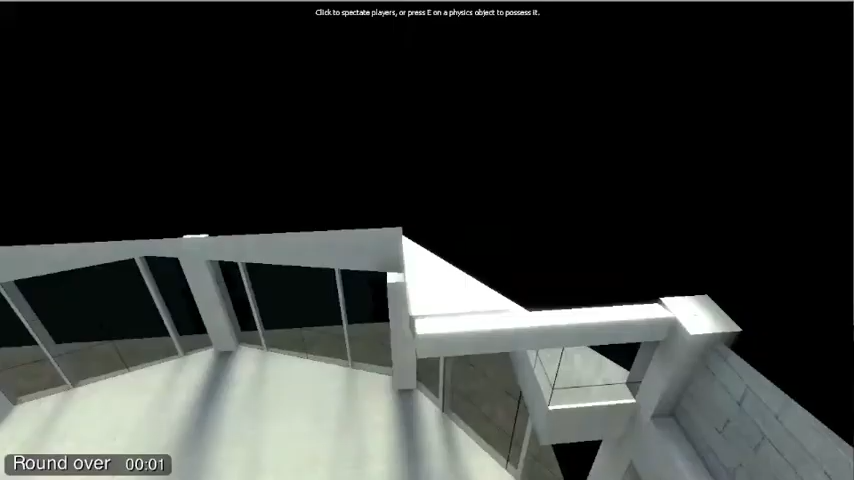 Click to spectate players, or press E on a physics object to possess it.
Round over 00:01